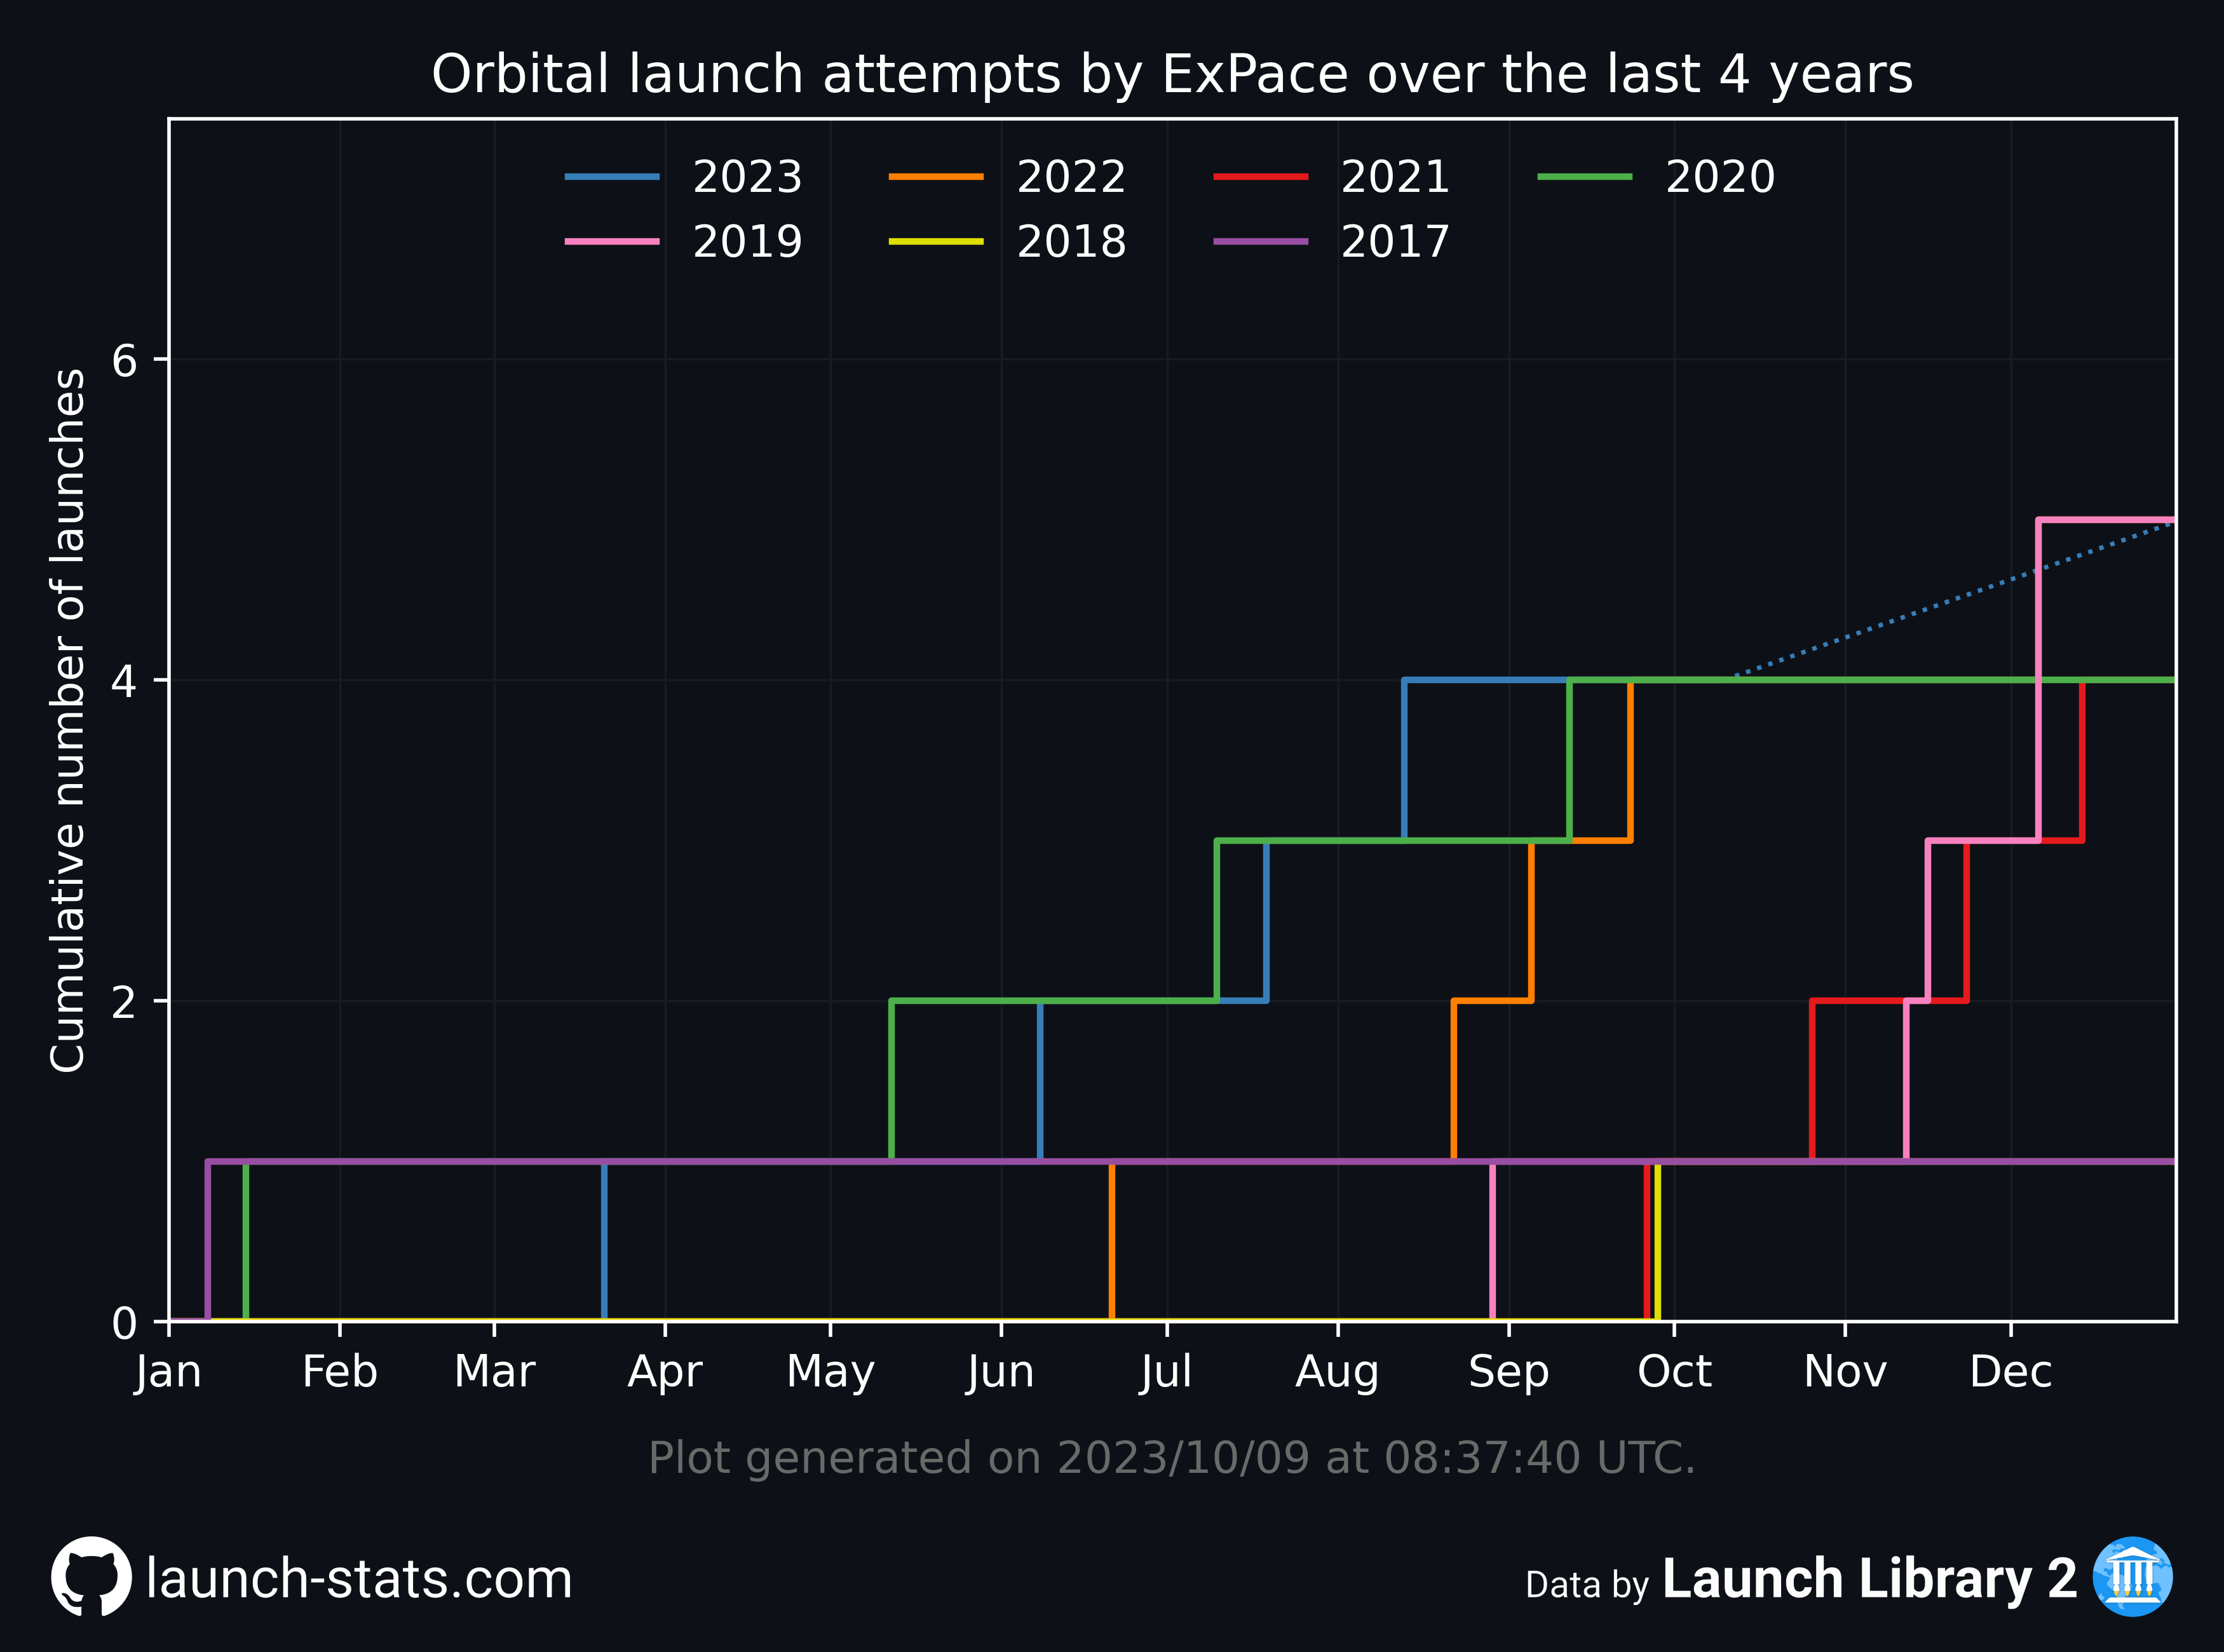 Orbital launch attempts by ExPace over the last 4 years
2023 2022 2021 2020
2019 2018 2017
Cumulative number of launches
6
4
2
0
Jan Feb Mar Apr May Jun Jul Aug Sep Oct Nov Dec
Plot generated on 2023/10/09 at 08:37:40 UTC.
launch-stats.com
Data by Launch Library 2